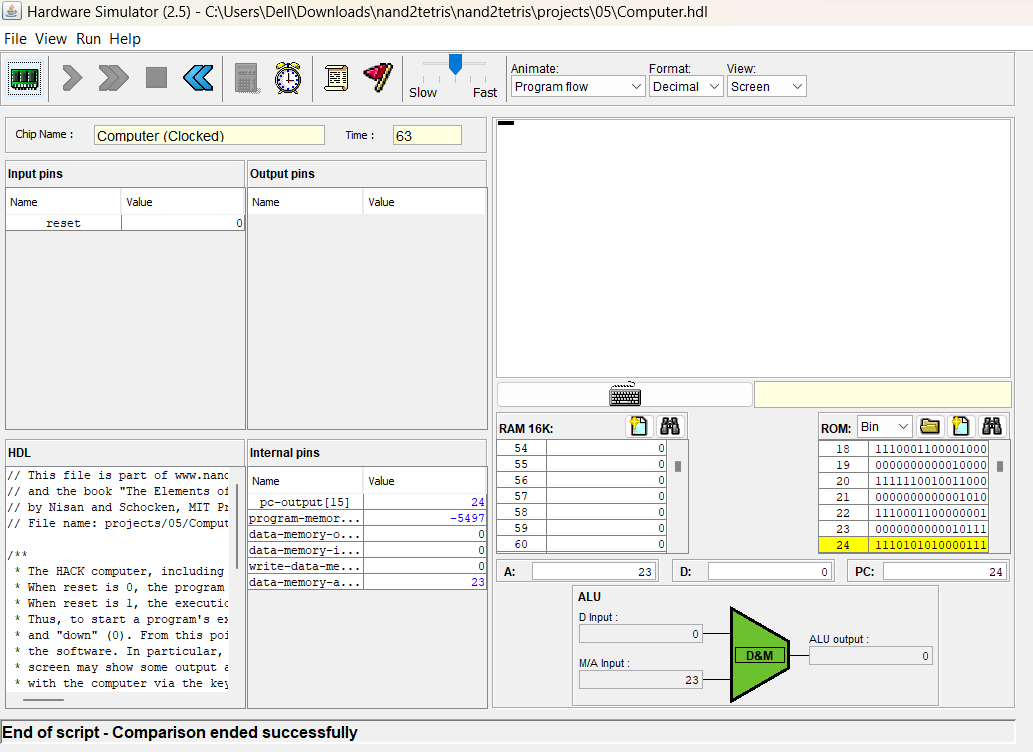 Hardware Simulator (2.5) - C:\Users\Dell\Downloads\nand2tetris\nand2tetris\projects\05\Computer.hdl
File View Run Help
Slow Fast
Animate: Format: View:
Program flow Decimal Screen
Chip Name : Computer (Clocked) Time : 63
Input pins
Name Value
reset 0
Output pins
Name Value
HDL
// This file is part of www.nand
// and the book "The Elements of
// by Nisan and Schocken, MIT Pr
// File name: projects/05/Comput
/**
* The HACK computer, including
* When reset is 0, the program
* When reset is 1, the executio
* Thus, to start a program's ex
* and "down" (0). From this poi
* the software. In particular,
* screen may show some output a
* with the computer via the key
Internal pins
Name Value
pc-output[15] 24
program-memor... -5497
data-memory-o... 0
data-memory-i... 0
write-data-me... 0
data-memory-a... 23
RAM 16K:
54 0
55 0
56 0
57 0
58 0
59 0
60 0
ROM: Bin
18 1110001100001000
19 0000000000010000
20 1111110010011000
21 0000000000001010
22 1110001100000001
23 0000000000010111
24 1110101010000111
A: 23 D: 0 PC: 24
ALU
D Input :
0
M/A Input :
23
D&M
ALU output :
0
End of script - Comparison ended successfully